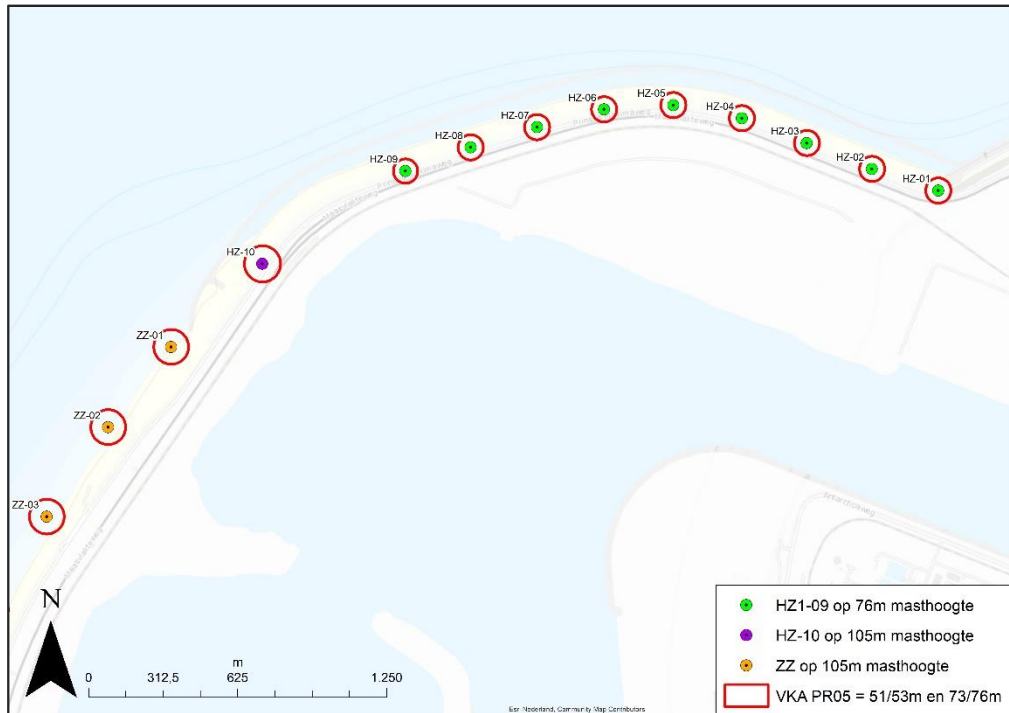 HZ-06
HZ-05
HZ-04
HZ-07
HZ-03
HZ-08
HZ-02
HZ-09
HZ-01
HZ-10
ZZ-01
ZZ-02
ZZ-03
Maasvlakteweg
Antarcticaweg
N
m
0 312,5 625 1.250
HZ1-09 op 76m masthoogte
HZ-10 op 105m masthoogte
ZZ op 105m masthoogte
VKA PR05 = 51/53m en 73/76m
Esri Nederland, Community Map Contributors